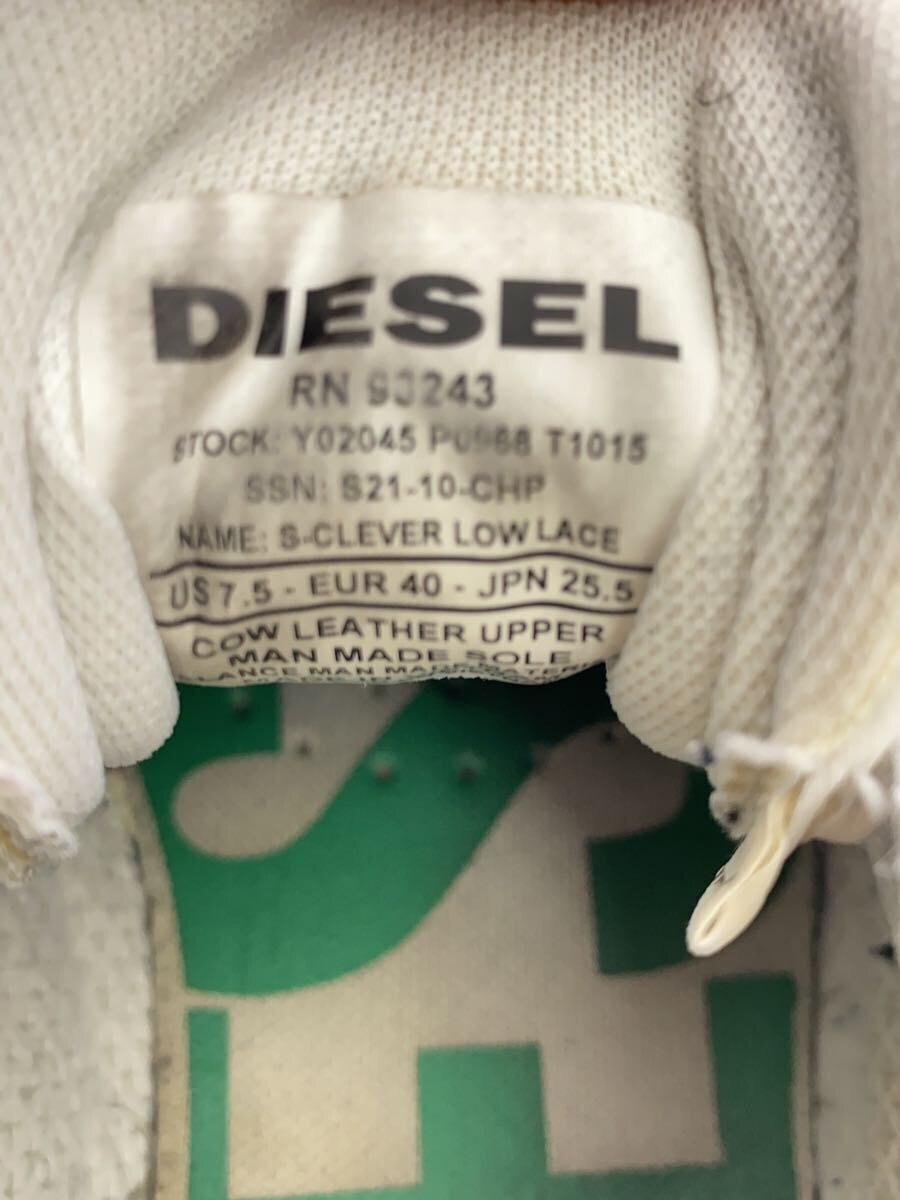 DIESEL
RN 93243
STOCK: Y02045 T1015
SSN: S21-10-CHP
NAME: S-CLEVER LOW LACE
US 7.5 - EUR 40 - JPN 25.5
COW LEATHER UPPER
MAN MADE SOLE
MAN